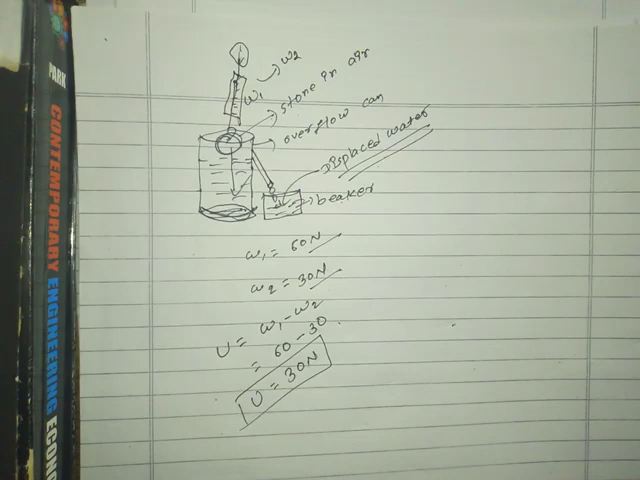 PARK
CONTEMPORARY ENGINEERING ECONO
w2
w1
stone in air
overflow can
Displaced water
beaker
w1 = 60N
w2 = 30N
U = w1 - w2
= 60 - 30
U = 30N